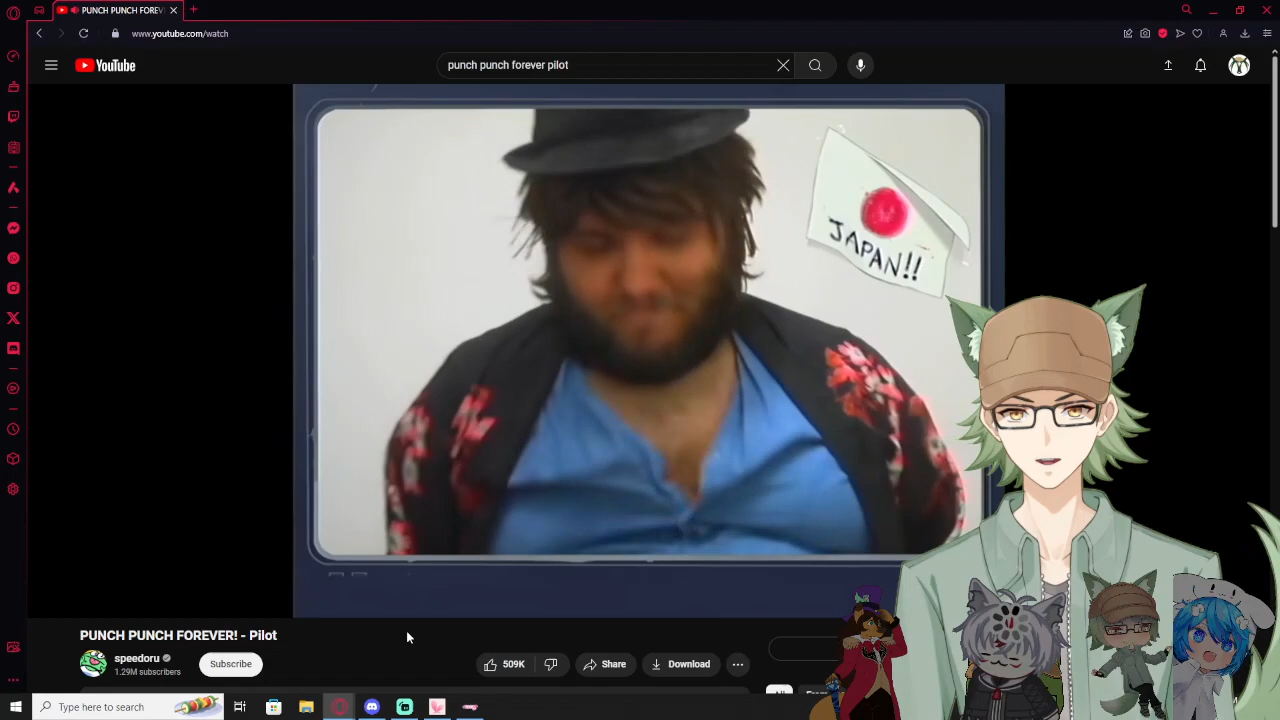 PUNCH PUNCH FOREV
www.youtube.com/watch
YouTube
punch punch forever pilot
JAPAN!!
PUNCH PUNCH FOREVER! - Pilot
speedoru
1.29M subscribers
Subscribe
509K
Share
Download
All
Type here to search